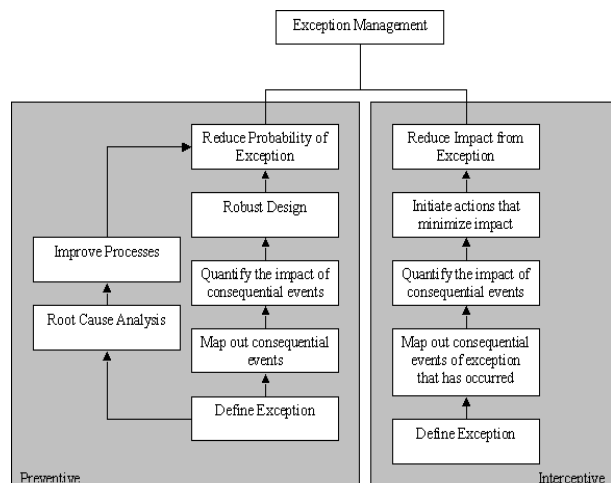 Exception Management
Reduce Probability of
Exception
Robust Design
Improve Processes
Quantify the impact of
consequential events
Root Cause Analysis
Map out consequential
events
Define Exception
Preventive
Reduce Impact from
Exception
Initiate actions that
minimize impact
Quantify the impact of
consequential events
Map out consequential
events of exception
that has occurred
Define Exception
Interceptive